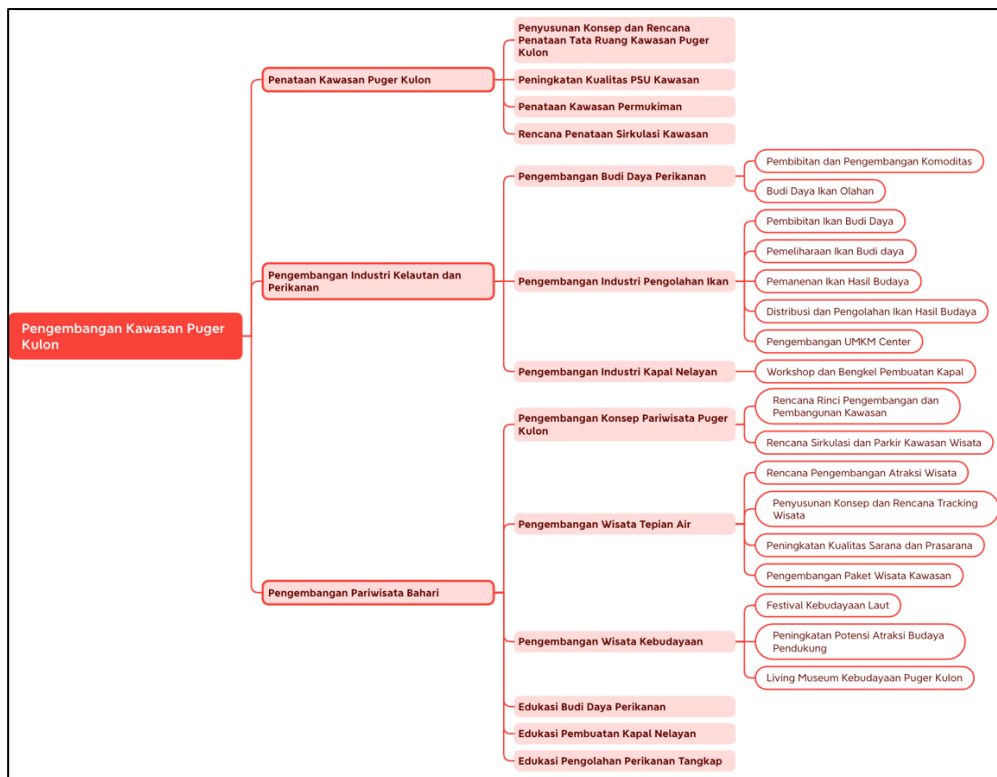 Pengembangan Kawasan Puger
Kulon
Penataan Kawasan Puger Kulon
Penyusunan Konsep dan Rencana
Penataan Tata Ruang Kawasan Puger
Kulon
Peningkatan Kualitas PSU Kawasan
Penataan Kawasan Permukiman
Rencana Penataan Sirkulasi Kawasan
Pengembangan Industri Kelautan dan
Perikanan
Pengembangan Budi Daya Perikanan
Pembibitan dan Pengembangan Komoditas
Budi Daya Ikan Olahan
Pengembangan Industri Pengolahan Ikan
Pembibitan Ikan Budi Daya
Pemeliharaan Ikan Budi daya
Pemanenan Ikan Hasil Budaya
Distribusi dan Pengolahan Ikan Hasil Budaya
Pengembangan UMKM Center
Pengembangan Industri Kapal Nelayan
Workshop dan Bengkel Pembuatan Kapal
Pengembangan Pariwisata Bahari
Pengembangan Konsep Pariwisata Puger
Kulon
Rencana Rinci Pengembangan dan
Pembangunan Kawasan
Rencana Sirkulasi dan Parkir Kawasan Wisata
Pengembangan Wisata Tepian Air
Rencana Pengembangan Atraksi Wisata
Penyusunan Konsep dan Rencana Tracking
Wisata
Peningkatan Kualitas Sarana dan Prasarana
Pengembangan Paket Wisata Kawasan
Pengembangan Wisata Kebudayaan
Festival Kebudayaan Laut
Peningkatan Potensi Atraksi Budaya
Pendukung
Living Museum Kebudayaan Puger Kulon
Edukasi Budi Daya Perikanan
Edukasi Pembuatan Kapal Nelayan
Edukasi Pengolahan Perikanan Tangkap